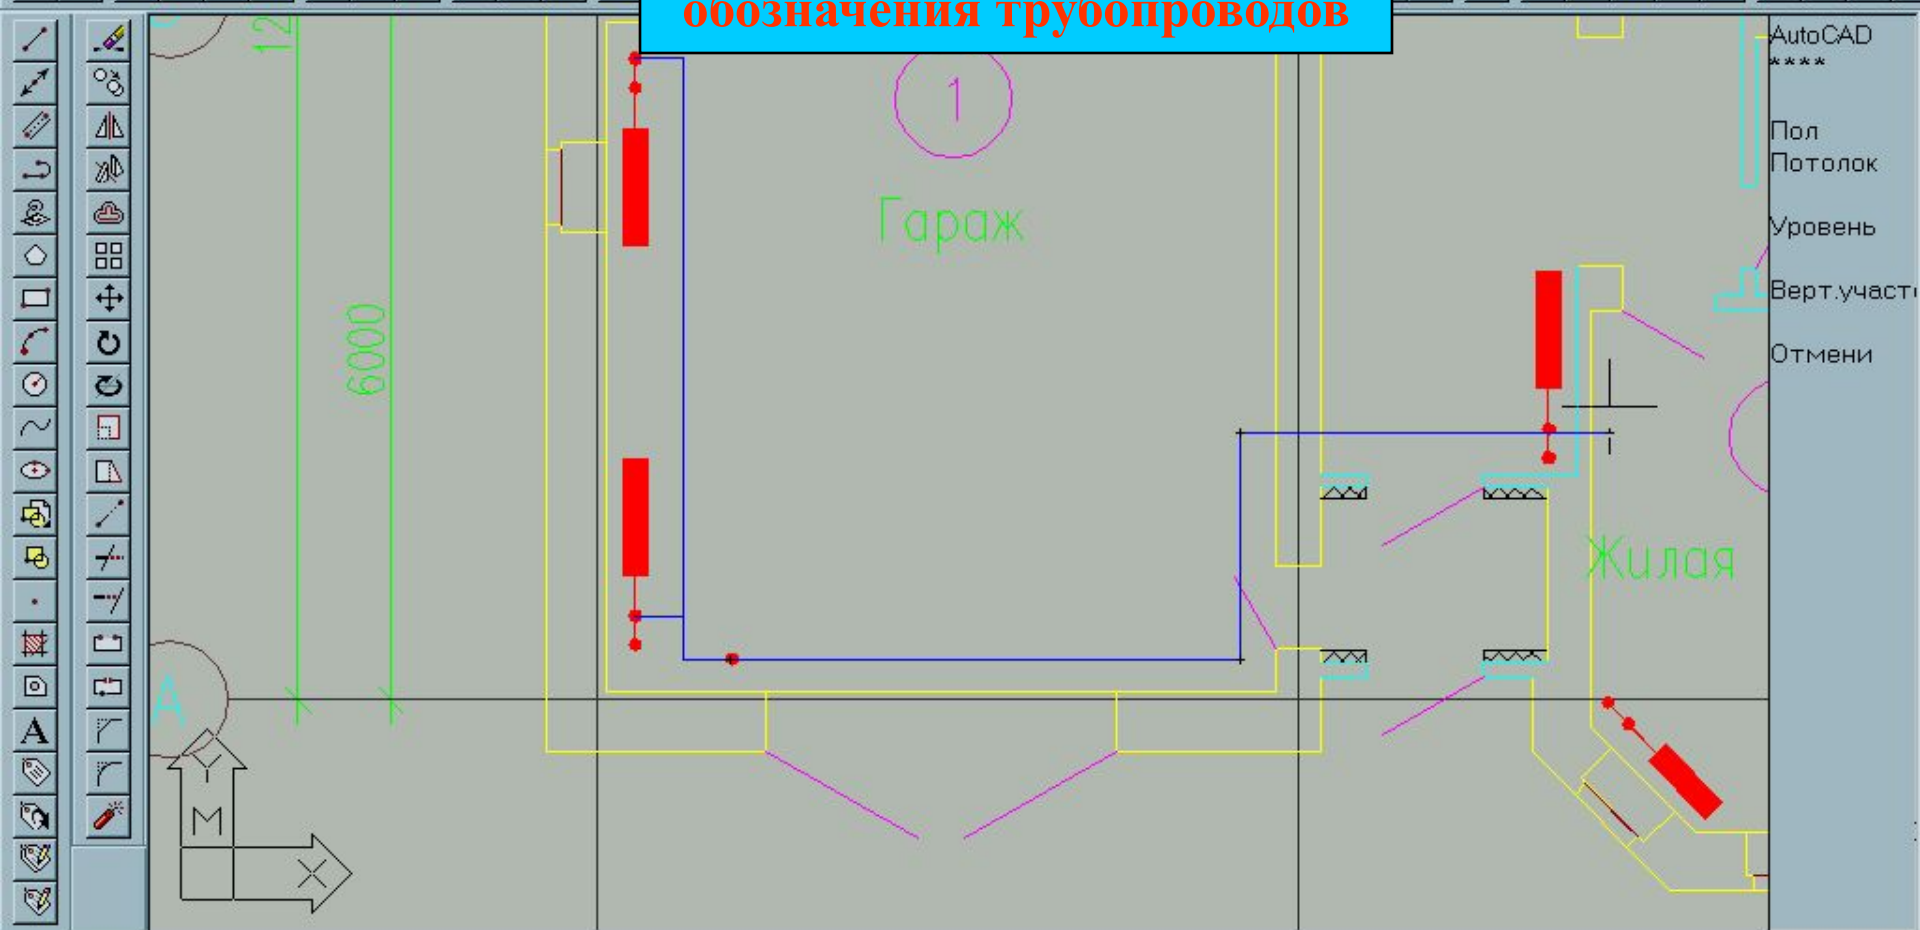 обозначения трубопроводов
12
6000
1
Гараж
Жилая
А
Y
М
X
А
AutoCAD
****
Пол
Потолок
Уровень
Верт.участ
Отмени